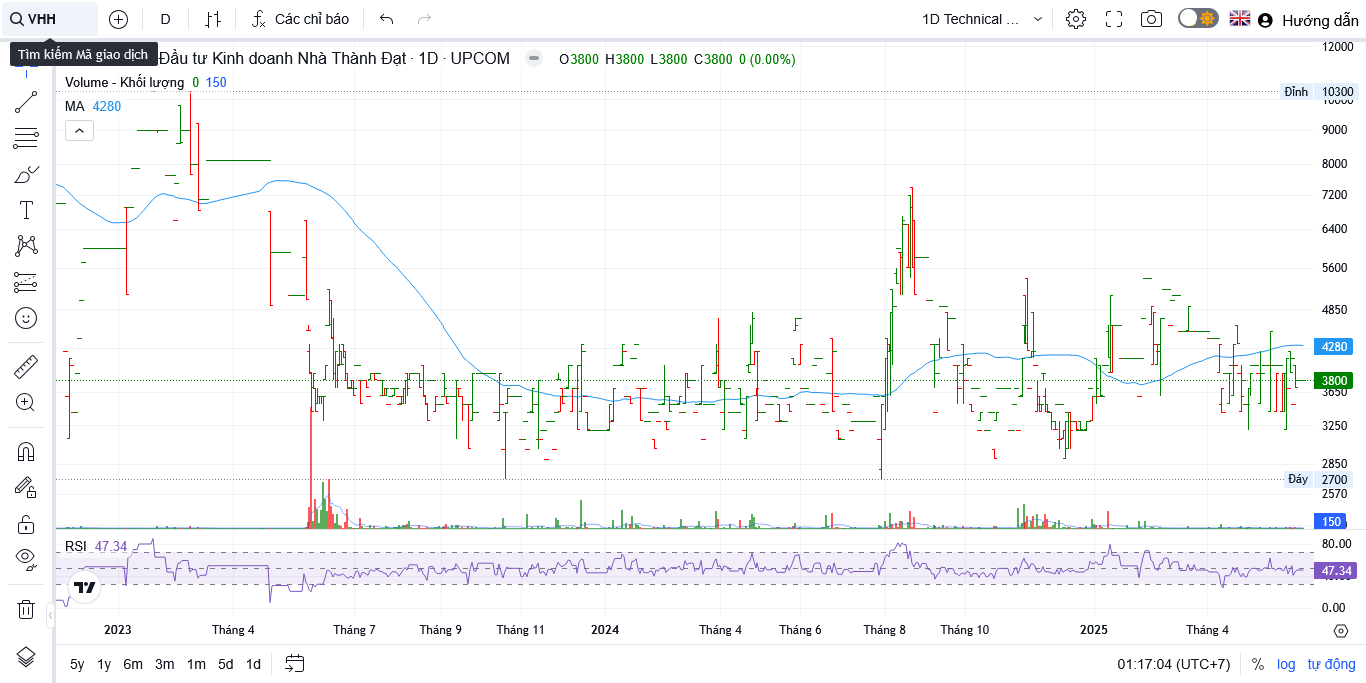 VHH
D
Các chỉ báo
1D Technical ...
Hướng dẫn
Tìm kiếm Mã giao dịch
Đầu tư Kinh doanh Nhà Thành Đạt · 1D · UPCOM
O3800 H3800 L3800 C3800 0 (0.00%)
Volume - Khối lượng 0 150
MA 4280
12000
Đỉnh 10300
10000
9000
8000
7200
6400
5600
4850
4280
3800
3650
3250
2850
Đáy 2700
2570
150
RSI 47.34
80.00
47.34
0.00
2023 Tháng 4 Tháng 7 Tháng 9 Tháng 11 2024 Tháng 4 Tháng 6 Tháng 8 Tháng 10 2025 Tháng 4
5y 1y 6m 3m 1m 5d 1d
01:17:04 (UTC+7) % log tự động